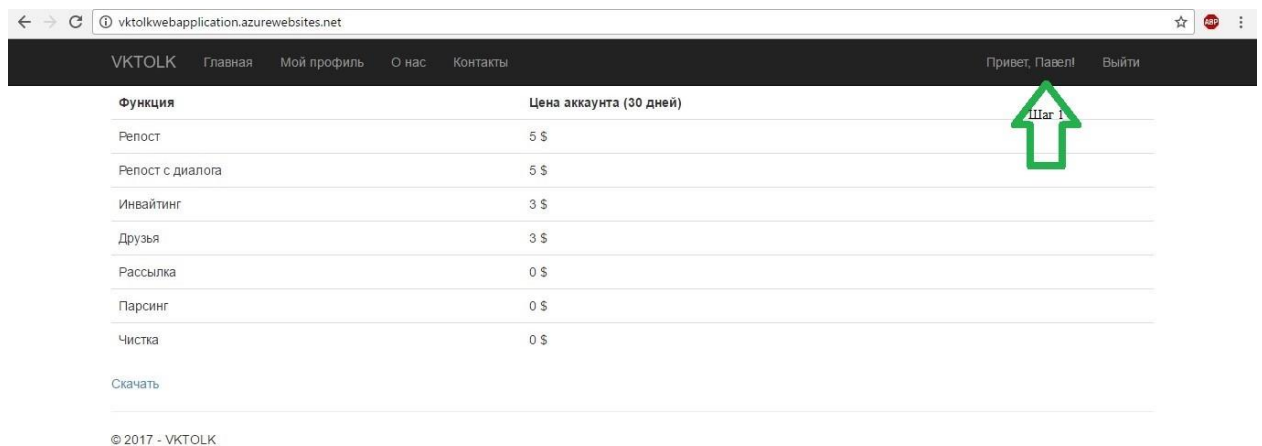 vktolkwebapplication.azurewebsites.net ABP
VKTOLK Главная Мой профиль О нас Контакты Привет, Павел! Выйти
Функция Цена аккаунта (30 дней)
Шаг 1
Репост 5 $
Репост с диалога 5 $
Инвайтинг 3 $
Друзья 3 $
Рассылка 0 $
Парсинг 0 $
Чистка 0 $
Скачать
© 2017 - VKTOLK